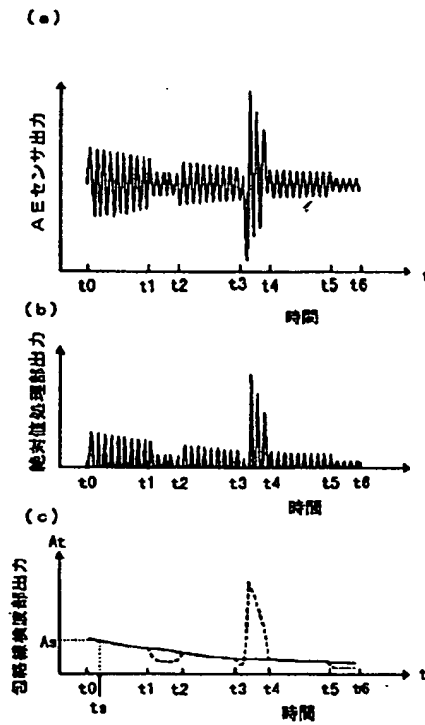 (a)
AEセンサ出力
t0 t1 t2 t3 t4 t5 t6 t
時間
(b)
絶対値処理部出力
t0 t1 t2 t3 t4 t5 t6
時間
(c)
At
包絡線検波部出力
As
t0 t1 t2 t3 t4 t5 t6 t
ts
時間